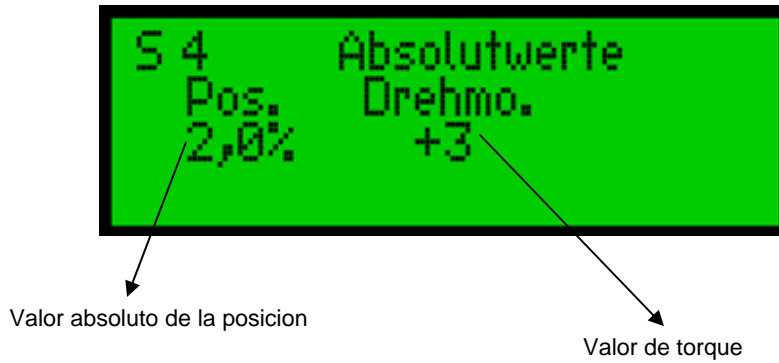 S 4 Absolutwerte
Pos. Drehmo.
2,0% +3
Valor absoluto de la posicion
Valor de torque